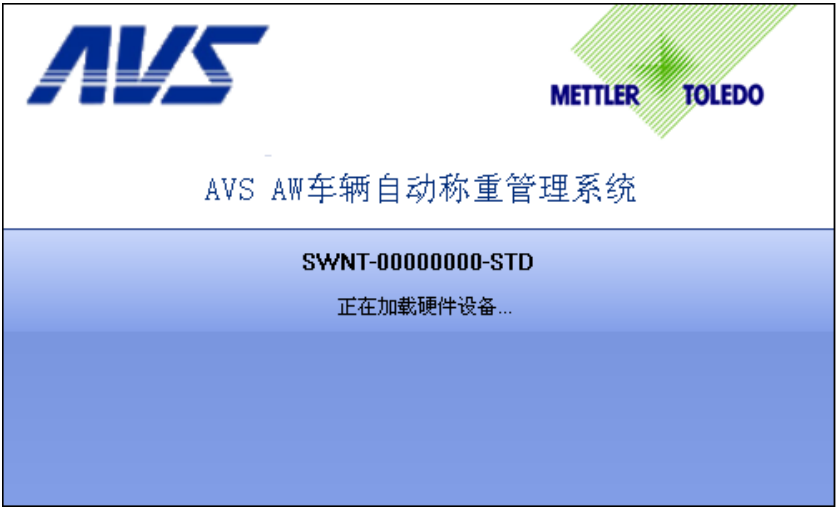 AVS
METTLER TOLEDO
AVS AW车辆自动称重管理系统
SWNT-00000000-STD
正在加载硬件设备...